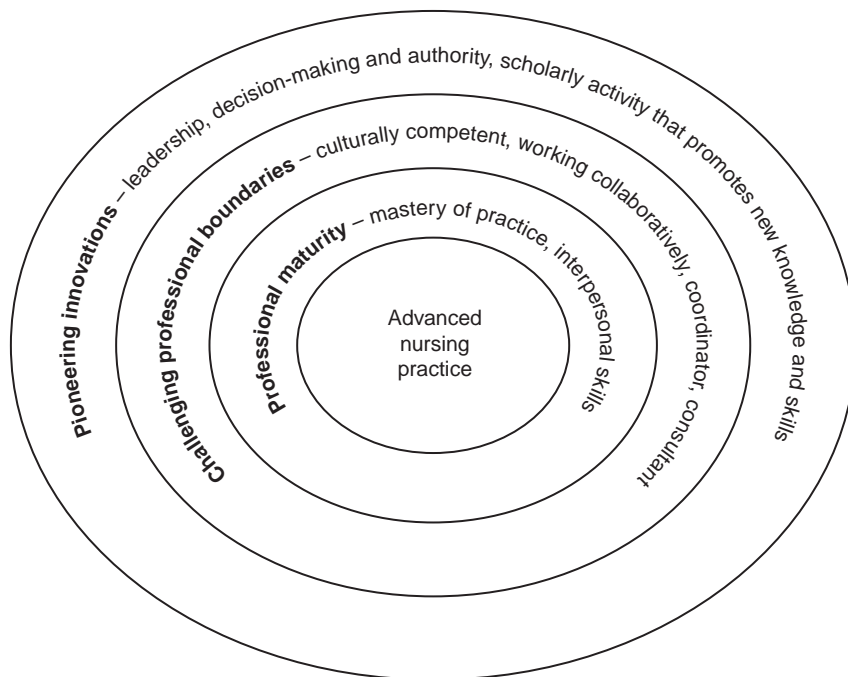 Pioneering innovations – leadership, decision-making and authority, scholarly activity that promotes new knowledge and skills
Challenging professional boundaries – culturally competent, working collaboratively, coordinator, consultant
Professional maturity – mastery of practice, interpersonal skills
Advanced
nursing
practice